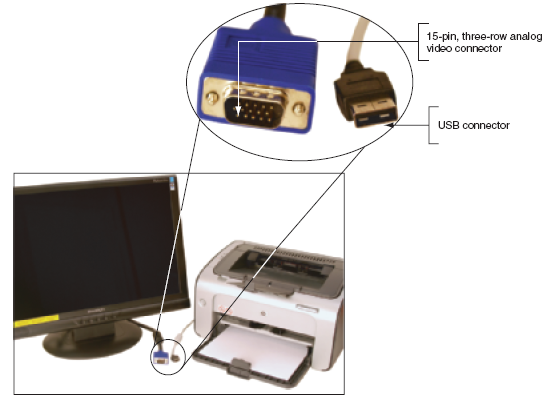 15-pin, three-row analog
video connector
USB connector